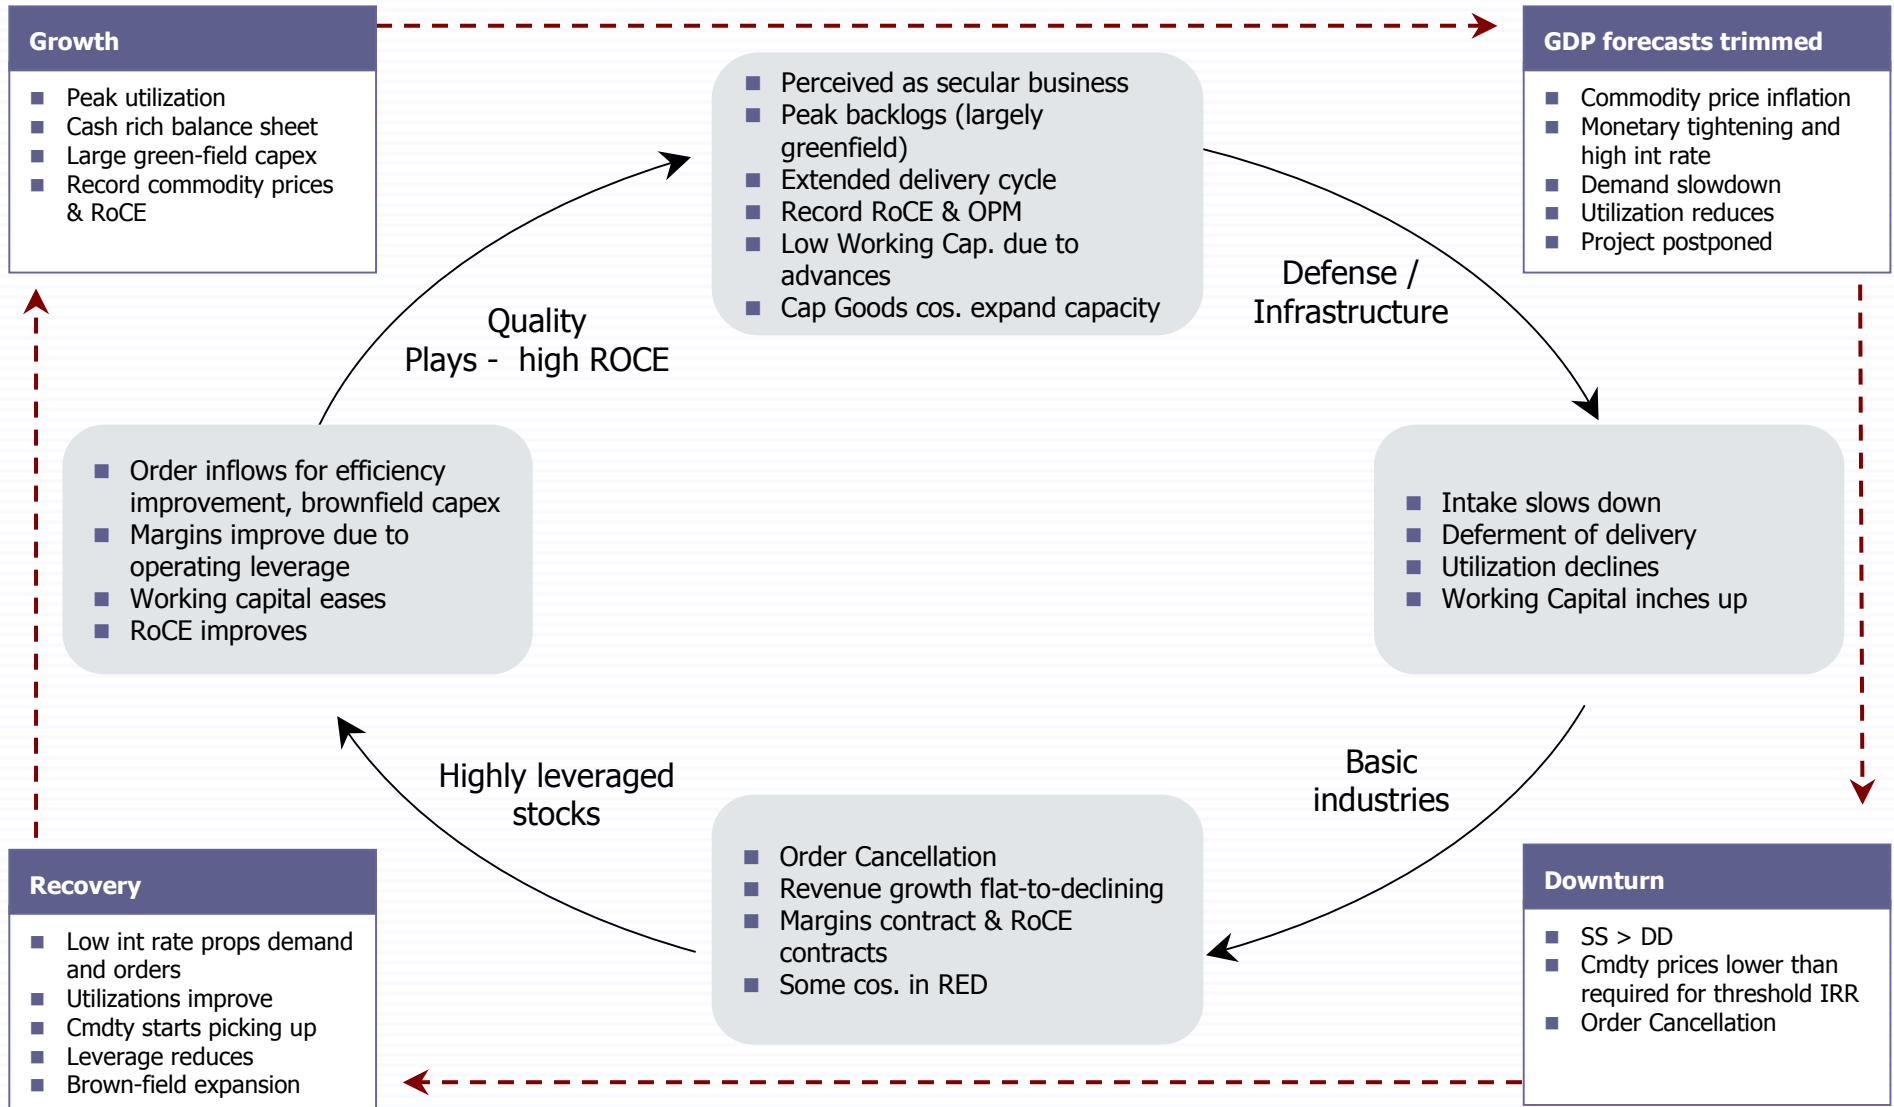 Growth
Peak utilization
Cash rich balance sheet
Large green-field capex
Record commodity prices
& RoCE
Perceived as secular business
Peak backlogs (largely
greenfield)
Extended delivery cycle
Record RoCE & OPM
Low Working Cap. due to
advances
Cap Goods cos. expand capacity
GDP forecasts trimmed
Commodity price inflation
Monetary tightening and
high int rate
Demand slowdown
Utilization reduces
Project postponed
Quality
Plays - high ROCE
Defense /
Infrastructure
Order inflows for efficiency
improvement, brownfield capex
Margins improve due to
operating leverage
Working capital eases
RoCE improves
Intake slows down
Deferment of delivery
Utilization declines
Working Capital inches up
Highly leveraged
stocks
Basic
industries
Recovery
Low int rate props demand
and orders
Utilizations improve
Cmdty starts picking up
Leverage reduces
Brown-field expansion
Order Cancellation
Revenue growth flat-to-declining
Margins contract & RoCE
contracts
Some cos. in RED
Downturn
SS > DD
Cmdty prices lower than
required for threshold IRR
Order Cancellation